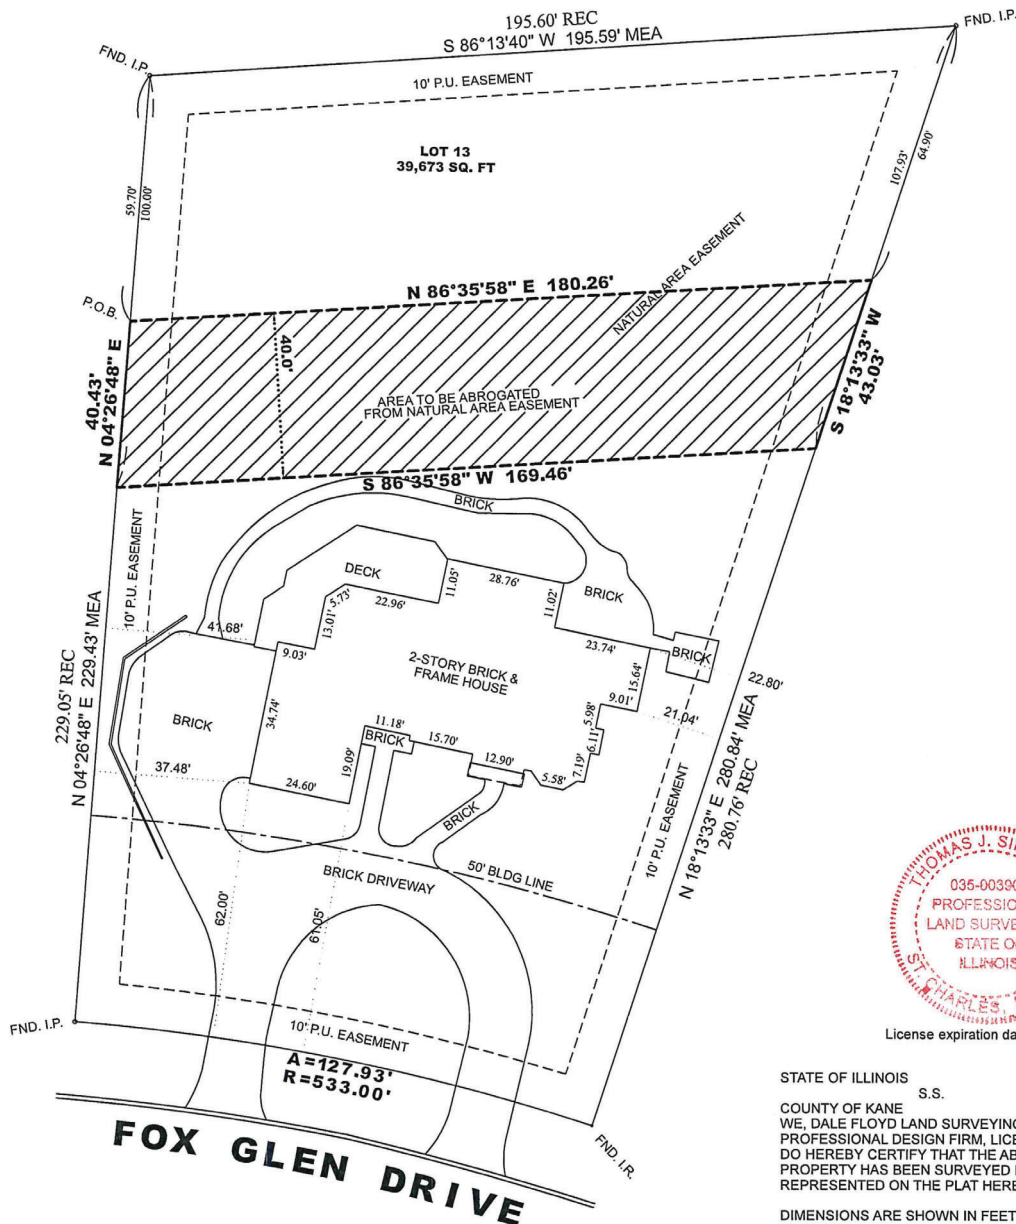 195.60' REC
S 86°13'40" W 195.59' MEA
FND. I.P.
FND. I.P.
10' P.U. EASEMENT
LOT 13
39,673 SQ. FT
59.70'
100.00'
107.93'
64.90'
NATURAL AREA EASEMENT
N 86°35'58" E 180.26'
P.O.B.
40.43'
N 04°26'48" E
40.0'
S 18°13'33" W
43.03'
AREA TO BE ABROGATED
FROM NATURAL AREA EASEMENT
S 86°35'58" W 169.46'
BRICK
10' P.U. EASEMENT
DECK
11.05'
28.76'
22.96'
5.73'
13.01'
11.02'
BRICK
41.68'
9.03'
23.74'
BRICK
2-STORY BRICK &
FRAME HOUSE
15.64'
22.80'
9.01'
21.04'
229.05' REC
N 04°26'48" E 229.43' MEA
BRICK
34.74'
5.98'
6.11'
7.19'
11.18'
BRICK
15.70'
12.90'
5.58'
37.48'
24.60'
19.09'
BRICK
N 18°13'33" E 280.84' MEA
280.76' REC
10' P.U. EASEMENT
50' BLDG LINE
BRICK DRIVEWAY
62.00'
61.05'
FND. I.P.
10' P.U. EASEMENT
A=127.93'
R=533.00'
FND. I.R.
FOX GLEN DRIVE
THOMAS J. SI
035-00390
PROFESSIO
LAND SURVE
STATE O
ILLINOIS
ST. CHARLES,
License expiration da
STATE OF ILLINOIS
S.S.
COUNTY OF KANE
WE, DALE FLOYD LAND SURVEYING
PROFESSIONAL DESIGN FIRM, LICE
DO HEREBY CERTIFY THAT THE AB
PROPERTY HAS BEEN SURVEYED
REPRESENTED ON THE PLAT HERE
DIMENSIONS ARE SHOWN IN FEET